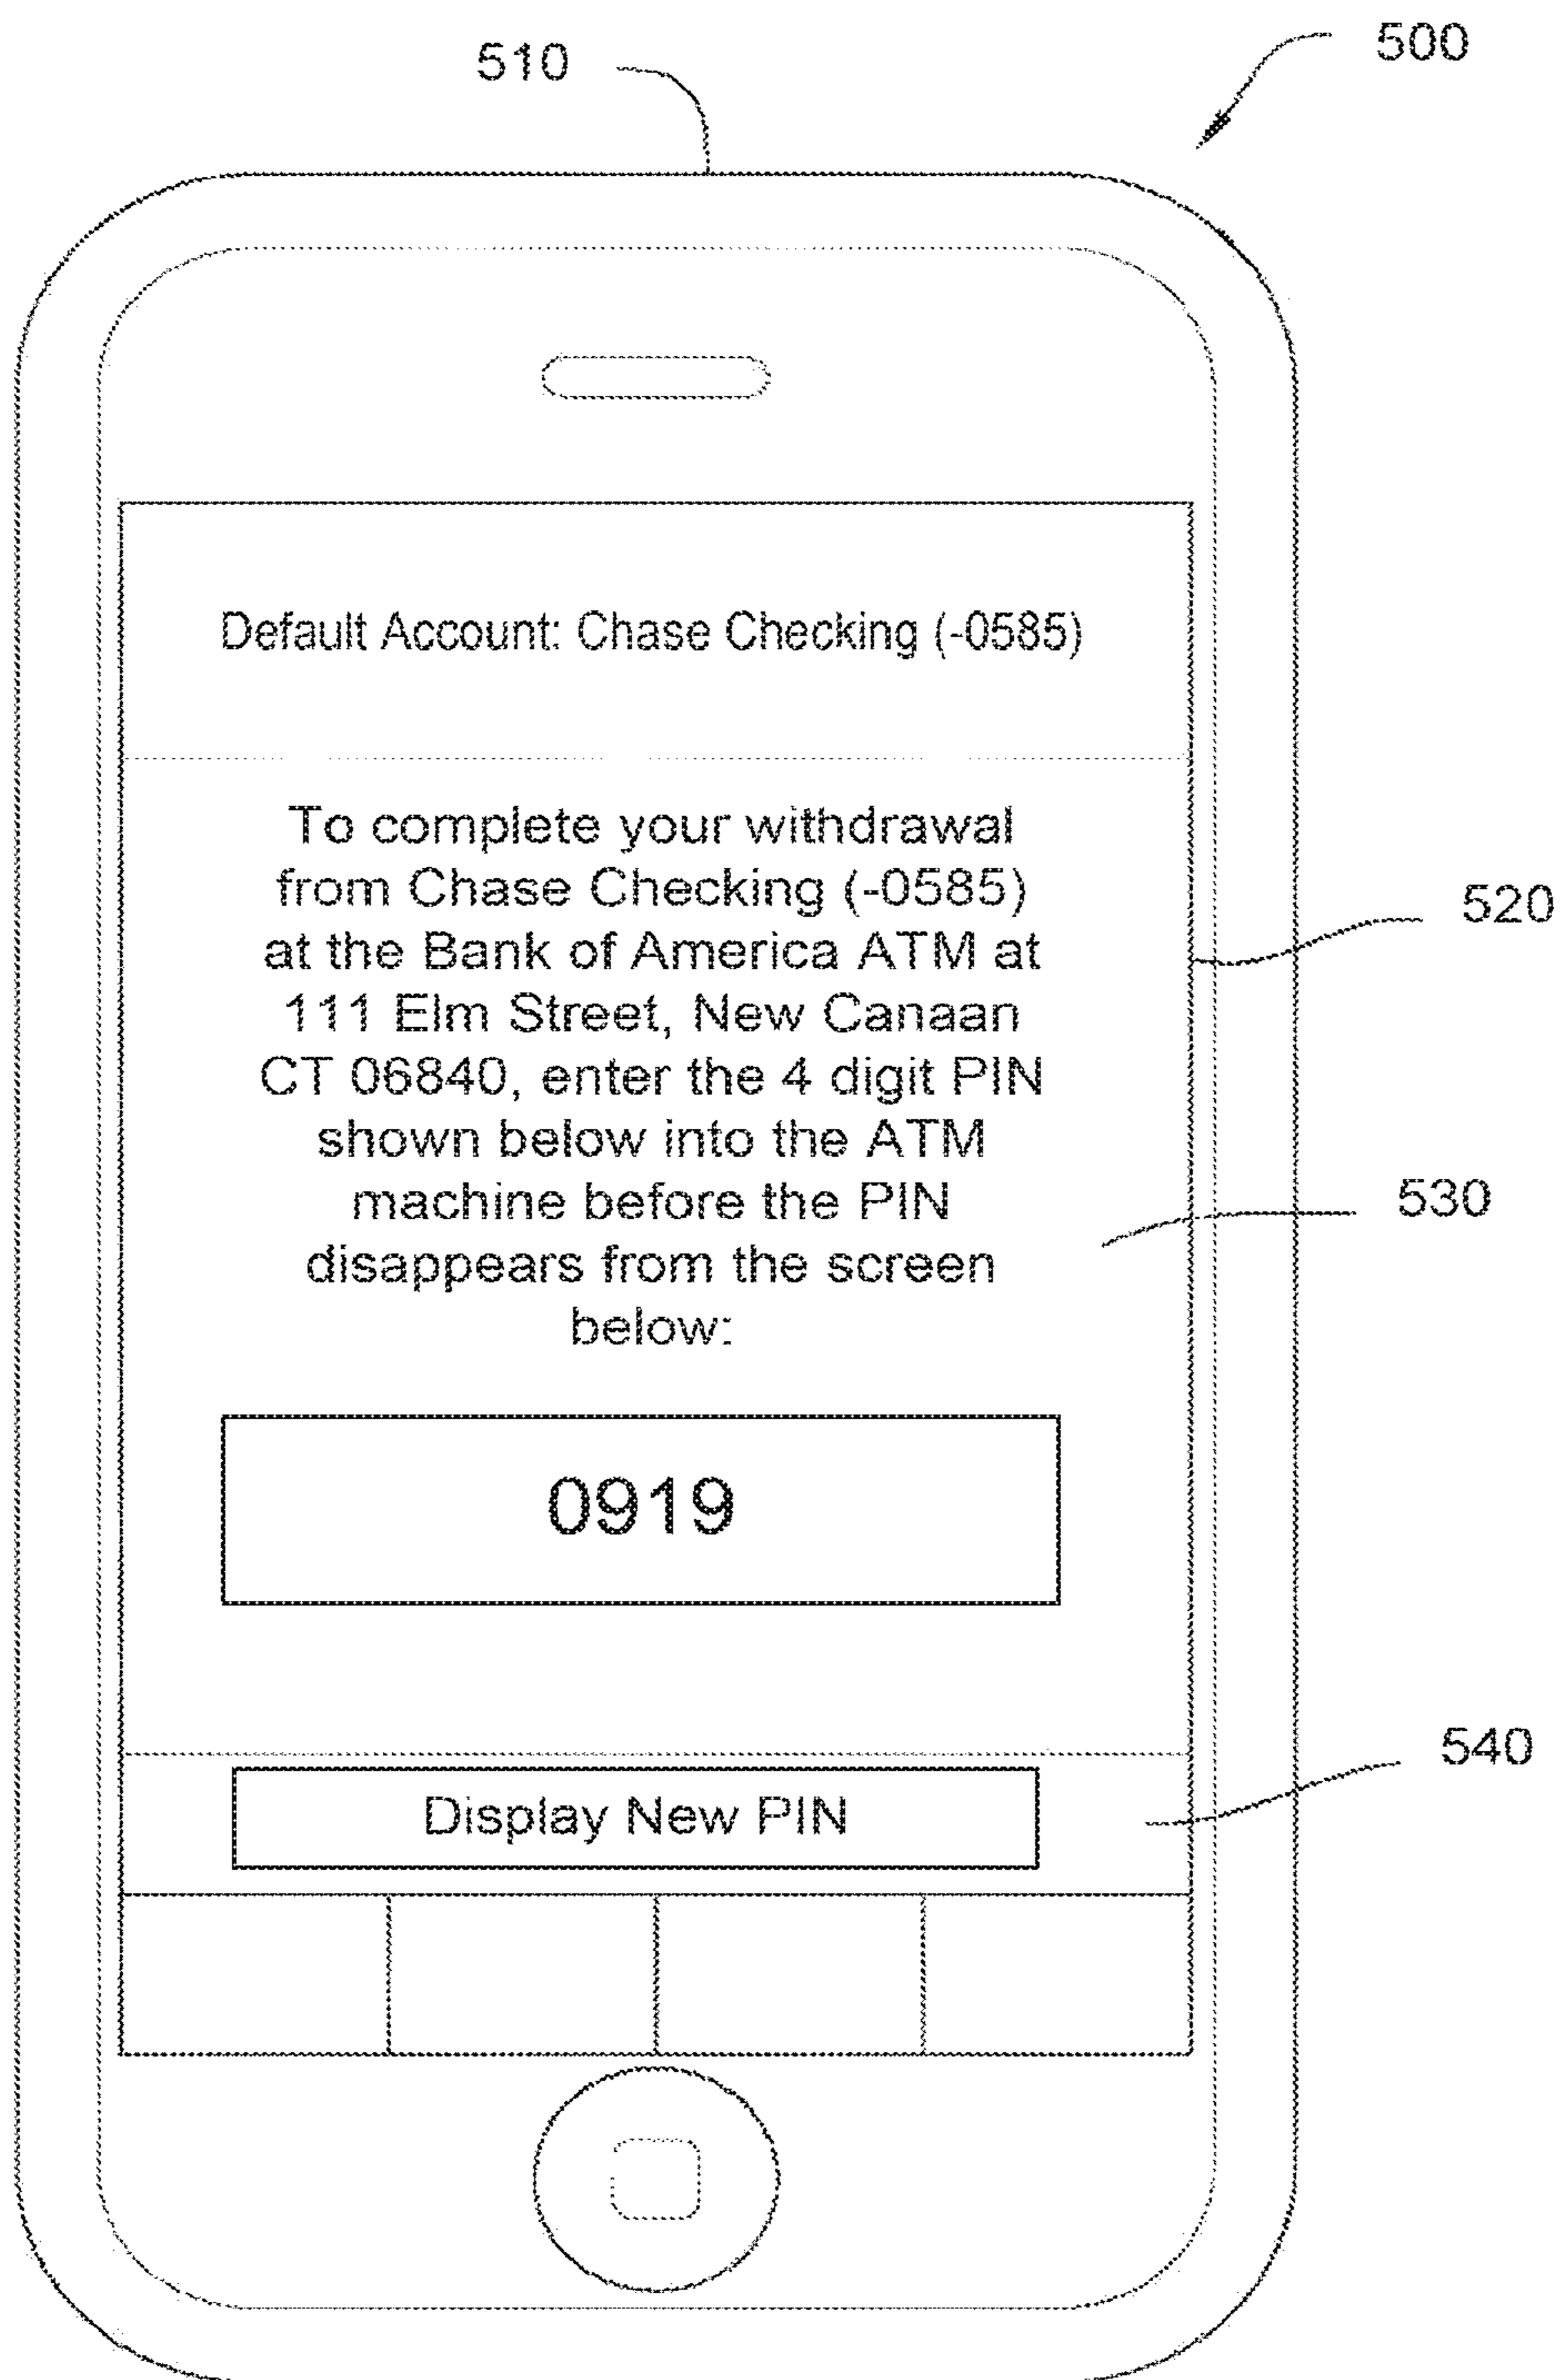 510
500
Default Account: Chase Checking (-0585)
To complete your withdrawal
from Chase Checking (-0585)
at the Bank of America ATM at
111 Elm Street, New Canaan
CT 06840, enter the 4 digit PIN
shown below into the ATM
machine before the PIN
disappears from the screen
below:
520
530
0919
540
Display New PIN